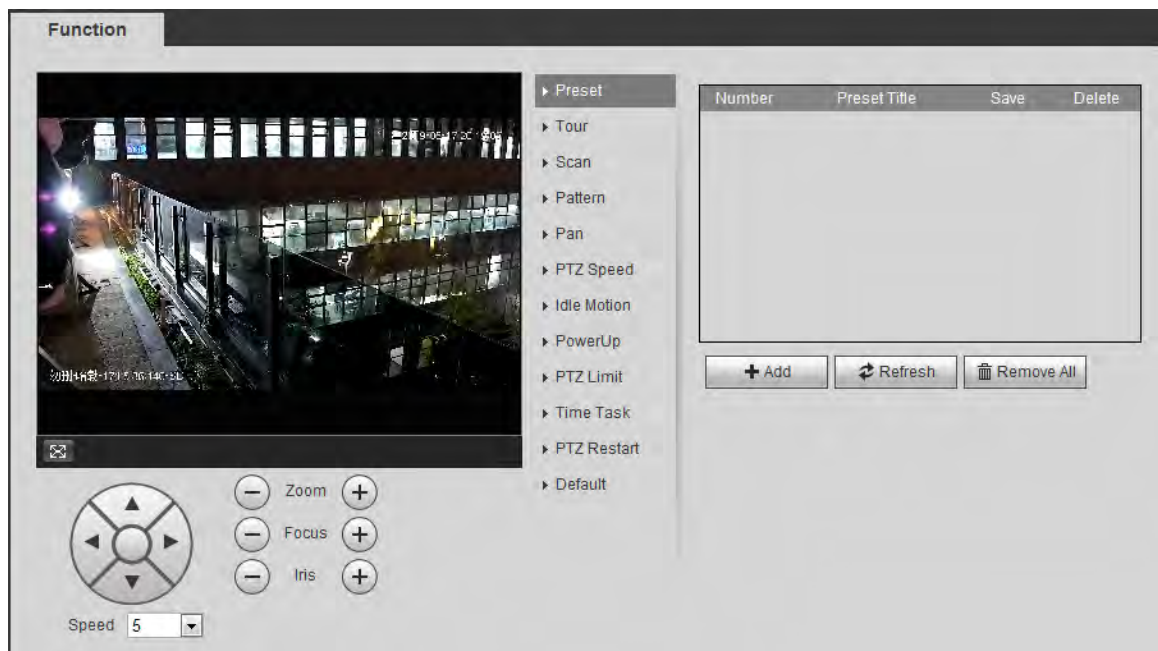 Function
Preset
Tour
Scan
Pattern
Pan
PTZ Speed
Idle Motion
PowerUp
PTZ Limit
Time Task
PTZ Restart
Default
Number Preset Title Save Delete
Add Refresh Remove All
Zoom
Focus
Iris
Speed 5